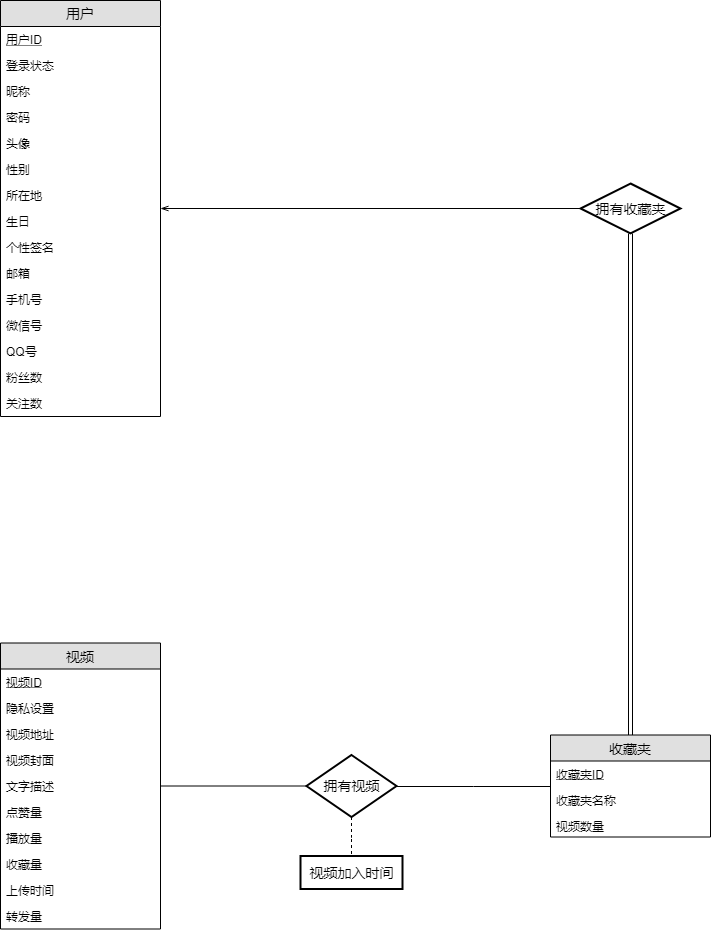 用户
用户ID
登录状态
昵称
密码
头像
性别
所在地
生日
个性签名
邮箱
手机号
微信号
QQ号
粉丝数
关注数
拥有收藏夹
视频
视频ID
隐私设置
视频地址
视频封面
文字描述
点赞量
播放量
收藏量
上传时间
转发量
拥有视频
视频加入时间
收藏夹
收藏夹ID
收藏夹名称
视频数量